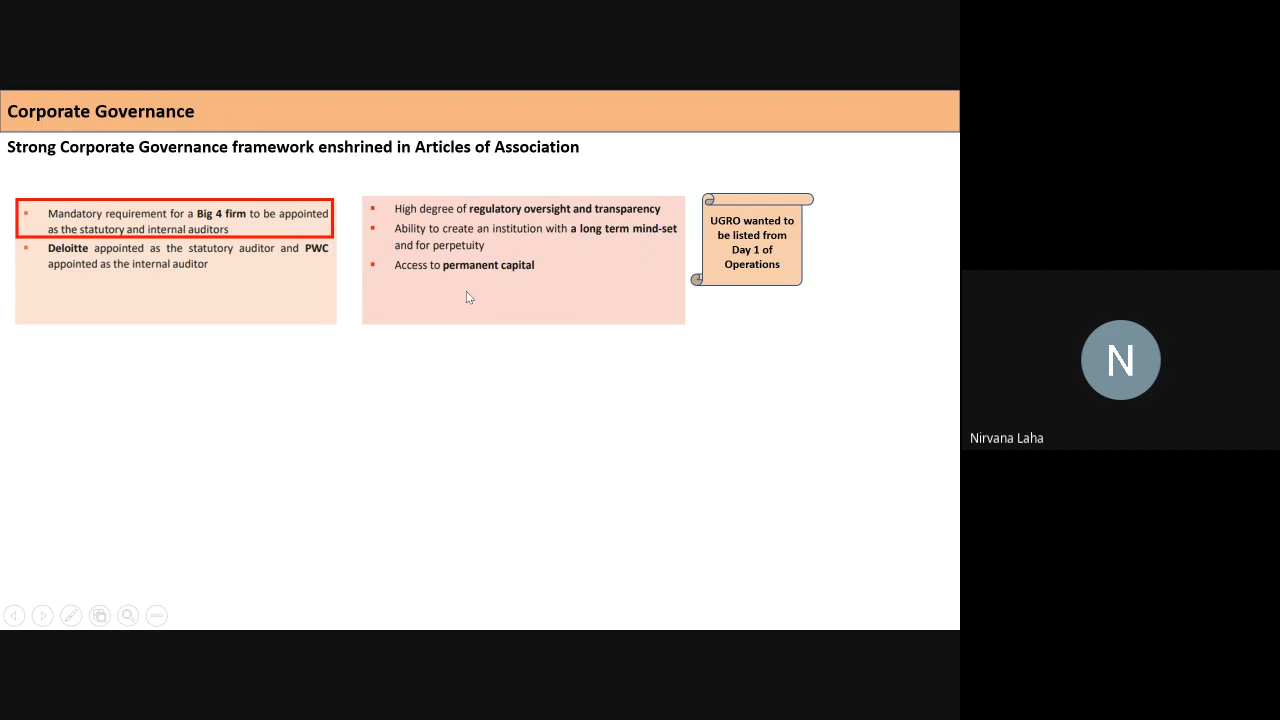 Corporate Governance
Strong Corporate Governance framework enshrined in Articles of Association
Mandatory requirement for a Big 4 firm to be appointed
as the statutory and internal auditors
Deloitte appointed as the statutory auditor and PWC
appointed as the internal auditor
High degree of regulatory oversight and transparency
Ability to create an institution with a long term mind-set
and for perpetuity
Access to permanent capital
UGRO wanted to
be listed from
Day 1 of
Operations
N
Nirvana Laha